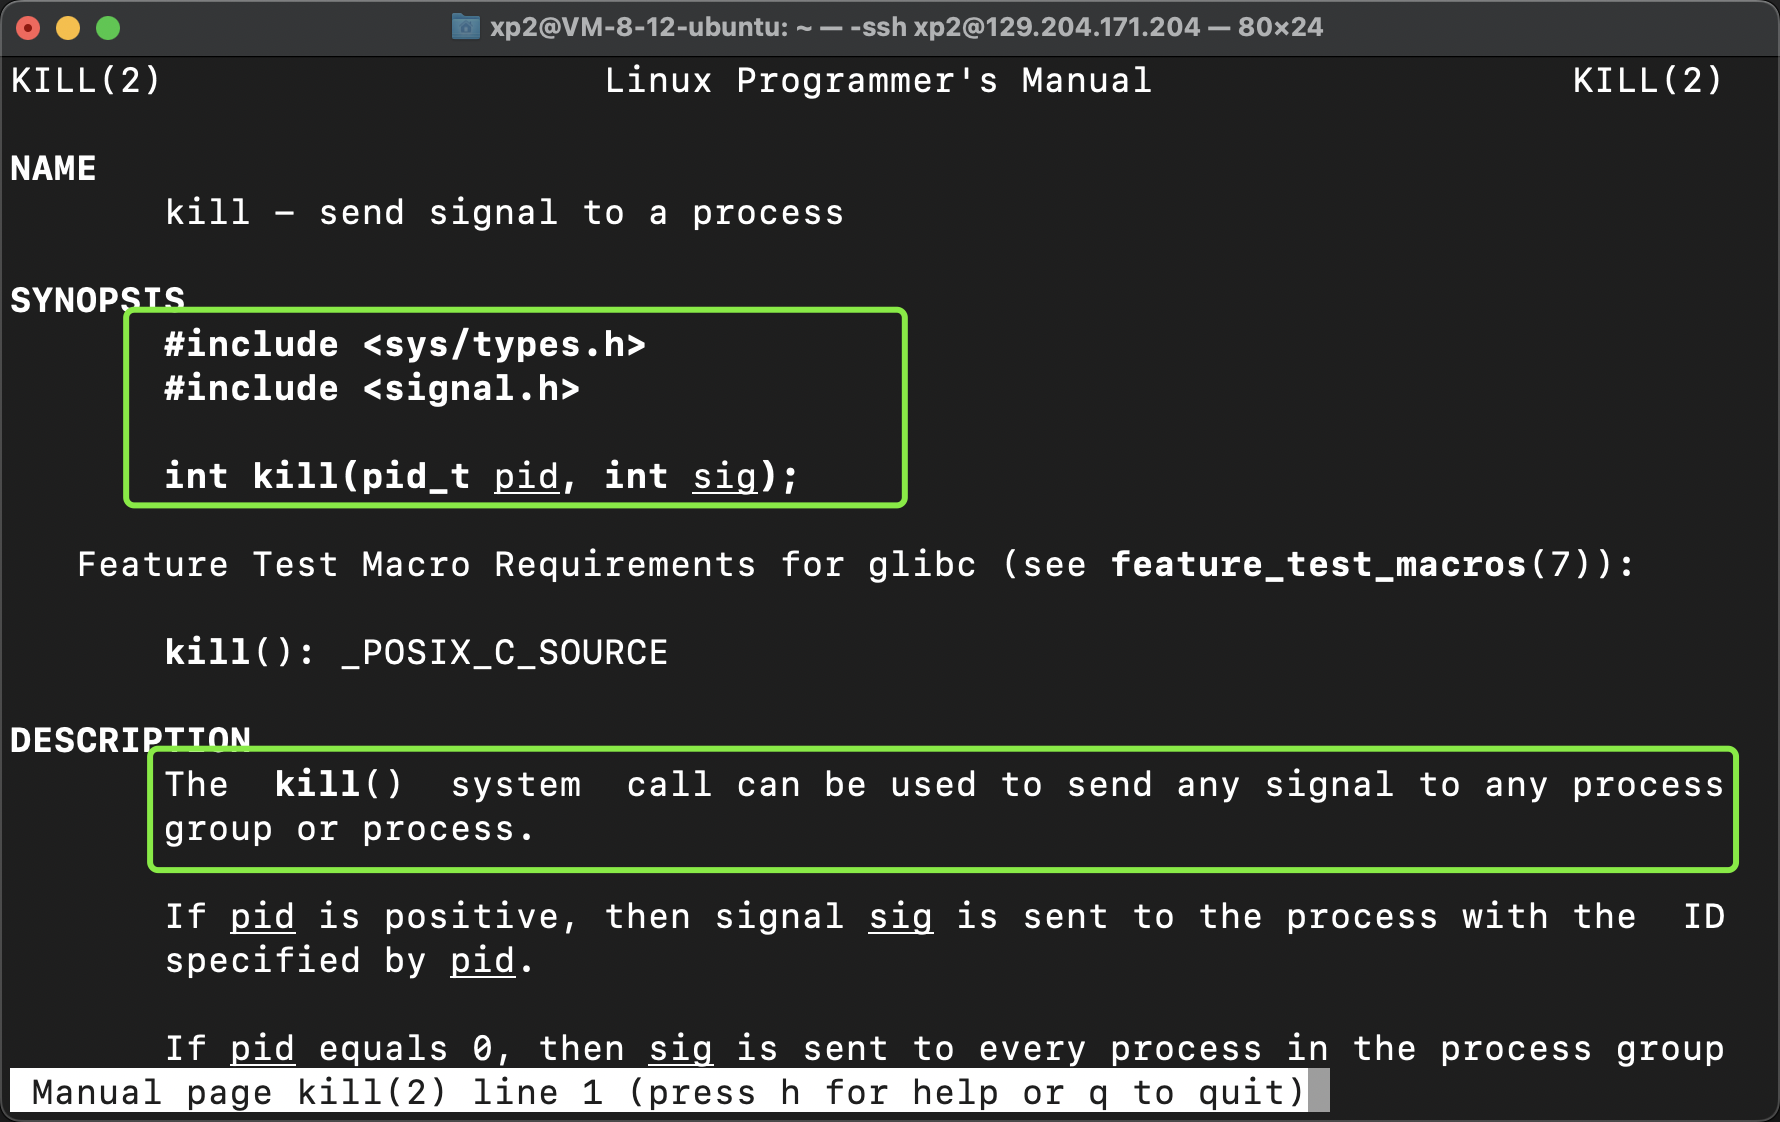 xp2@VM-8-12-ubuntu: ~ — -ssh xp2@129.204.171.204 — 80×24
KILL(2) Linux Programmer's Manual KILL(2)
NAME
kill – send signal to a process
SYNOPSIS
#include <sys/types.h>
#include <signal.h>
int kill(pid_t pid, int sig);
Feature Test Macro Requirements for glibc (see feature_test_macros(7)):
kill(): _POSIX_C_SOURCE
DESCRIPTION
The kill() system call can be used to send any signal to any process
group or process.
If pid is positive, then signal sig is sent to the process with the ID
specified by pid.
If pid equals 0, then sig is sent to every process in the process group
Manual page kill(2) line 1 (press h for help or q to quit)